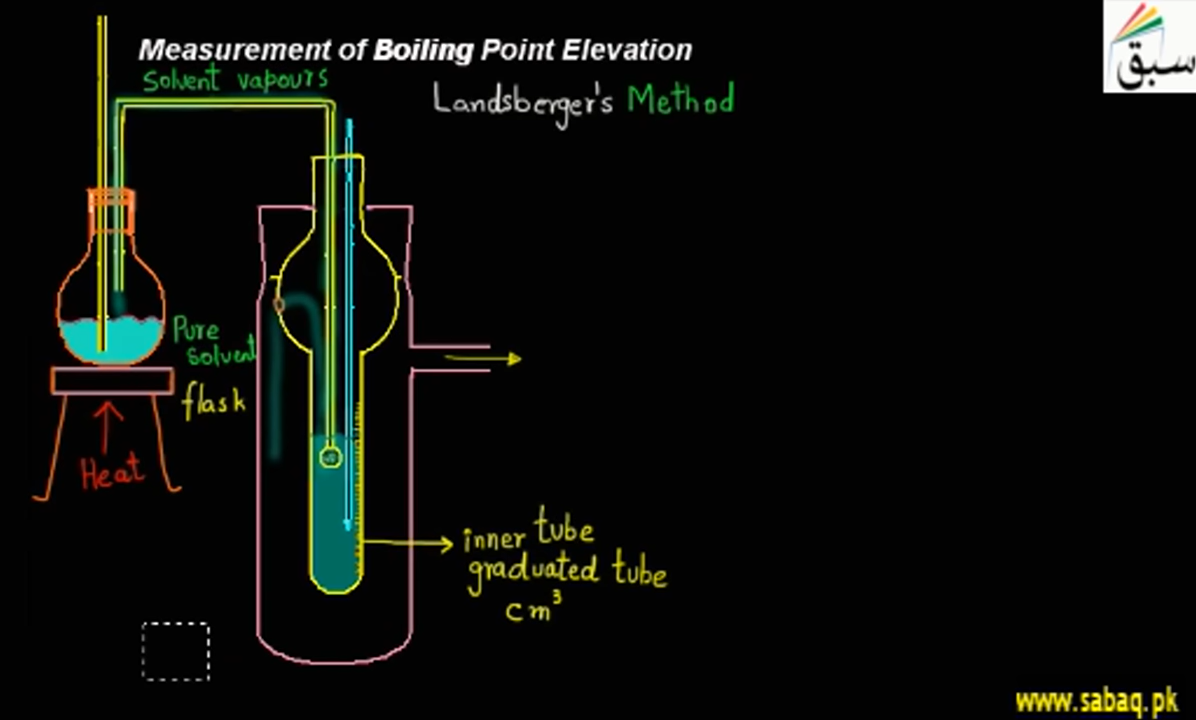 Measurement of Boiling Point Elevation
Solvent vapours
Landsberger's Method
سبق
Pure
solvent
flask
Heat
inner tube
graduated tube
cm³
www.sabaq.pk